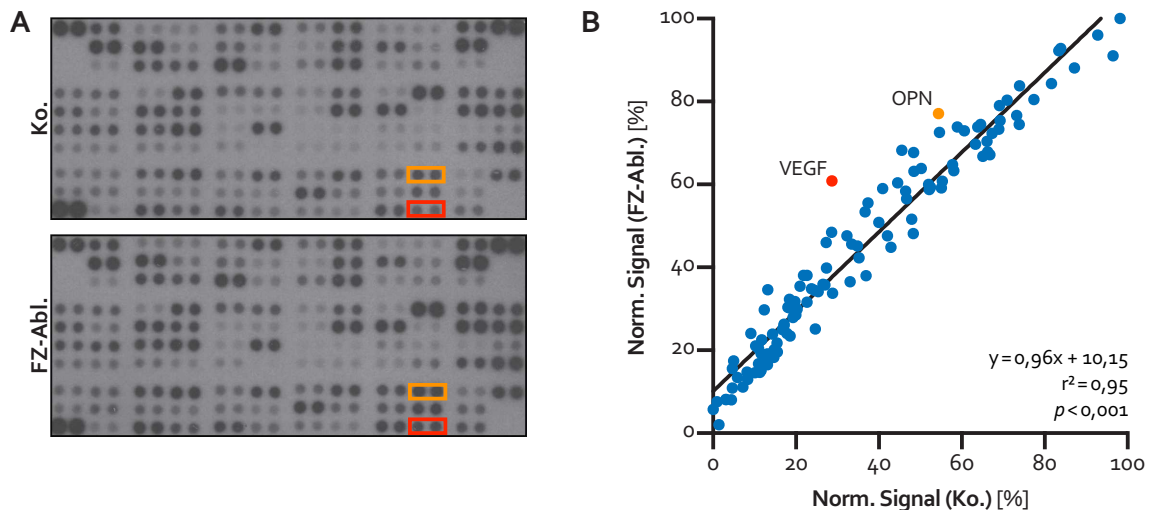 A
Ko.
FZ-Abl.
B
Norm. Signal (FZ-Abl.) [%]
100
80
60
40
20
0
OPN
VEGF
y = 0,96x + 10,15
r² = 0,95
p < 0,001
0 20 40 60 80 100
Norm. Signal (Ko.) [%]